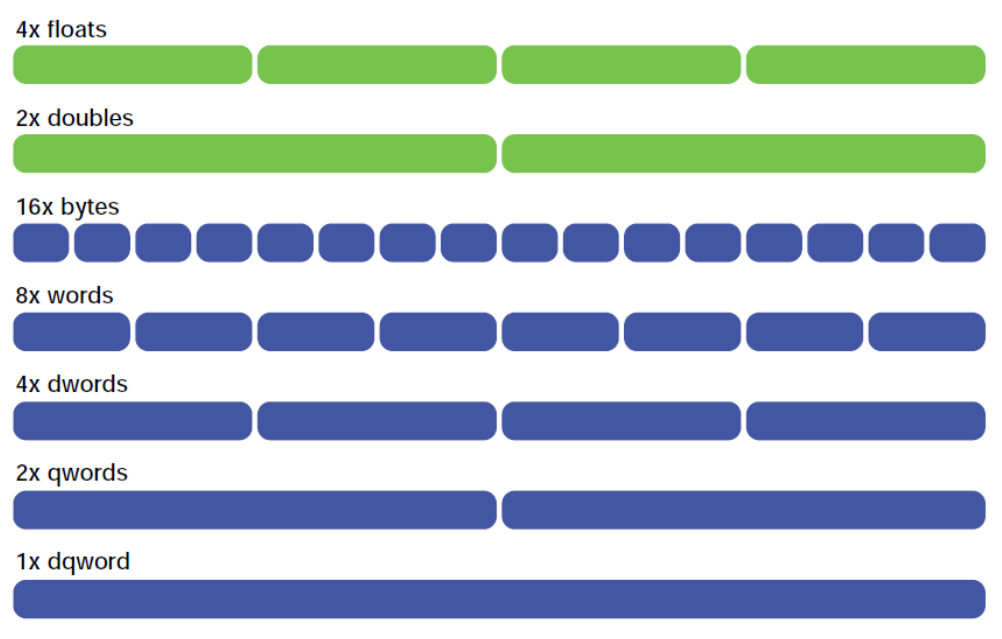 4x floats
2x doubles
16x bytes
8x words
4x dwords
2x qwords
1x dqword